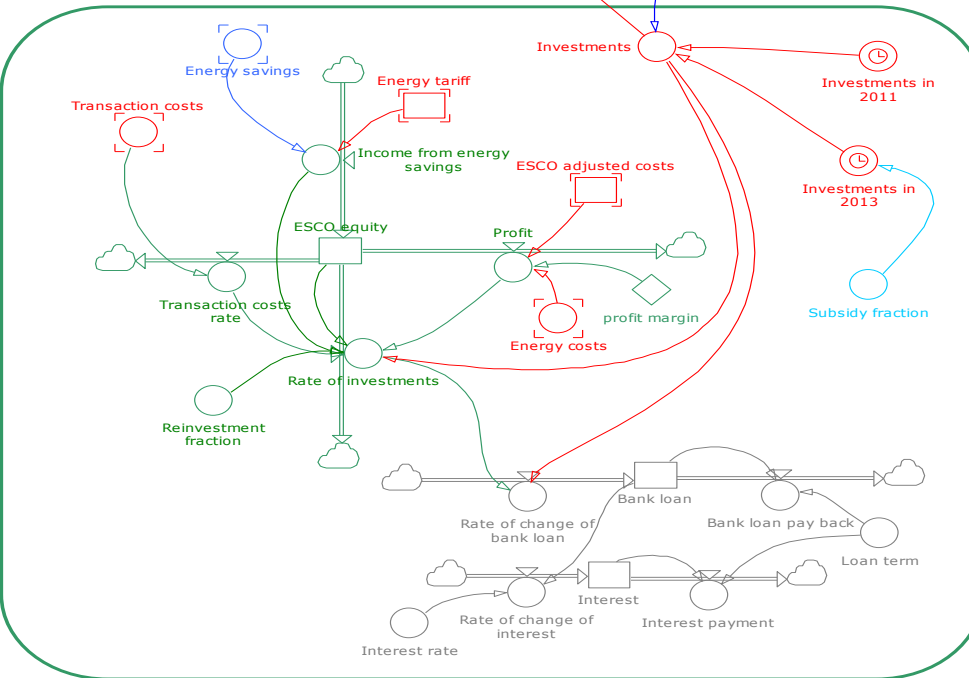 Investments
Energy savings
Energy tariff
Investments in
2011
Transaction costs
Income from energy
savings
ESCO adjusted costs
Investments in
2013
ESCO equity
Profit
Transaction costs
rate
profit margin
Subsidy fraction
Energy costs
Rate of investments
Reinvestment
fraction
Bank loan
Rate of change of
bank loan
Bank loan pay back
Loan term
Interest
Rate of change of
interest
Interest payment
Interest rate